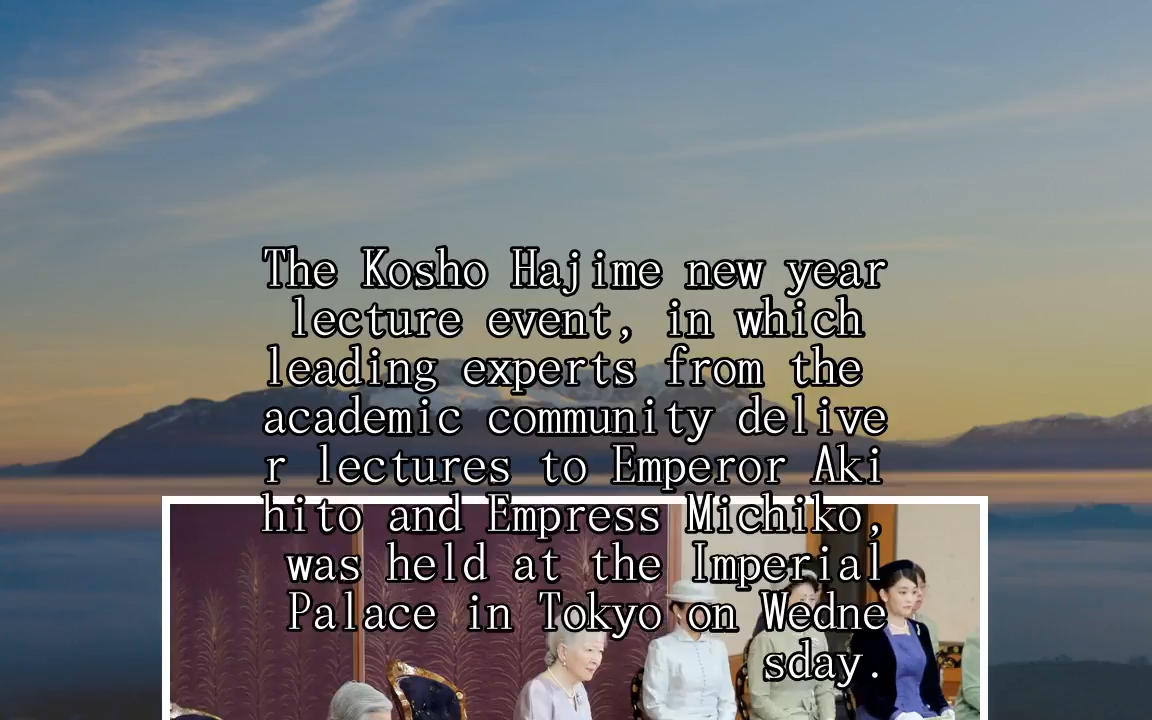 The Kosho Hajime new year
lecture event, in which
leading experts from the
academic community delive
r lectures to Emperor Aki
hito and Empress Michiko,
was held at the Imperial
Palace in Tokyo on Wedne
sday.